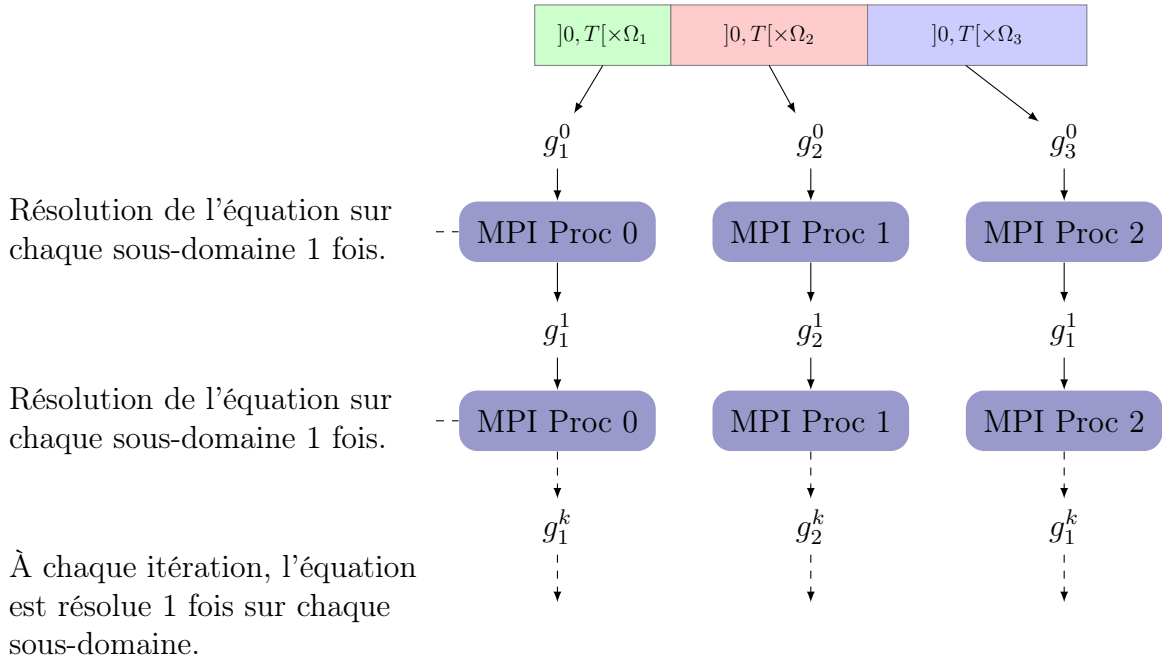 ]0, T[×Ω₁ ]0, T[×Ω₂ ]0, T[×Ω₃
g₁⁰ g₂⁰ g₃⁰
Résolution de l'équation sur
chaque sous-domaine 1 fois.
MPI Proc 0 MPI Proc 1 MPI Proc 2
g₁¹ g₂¹ g₁¹
Résolution de l'équation sur
chaque sous-domaine 1 fois.
MPI Proc 0 MPI Proc 1 MPI Proc 2
g₁ᵏ g₂ᵏ g₁ᵏ
À chaque itération, l'équation
est résolue 1 fois sur chaque
sous-domaine.